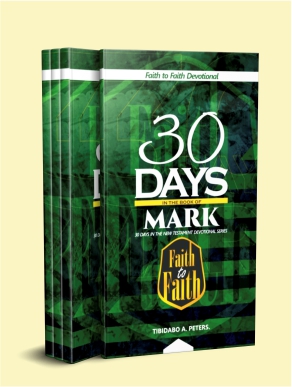 Faith to Faith Devotional
30
DAYS
IN THE BOOK OF
MARK
30 DAYS IN THE NEW TESTAMENT DEVOTIONAL SERIES
Faith
to
Faith
TIBIDABO A. PETERS.